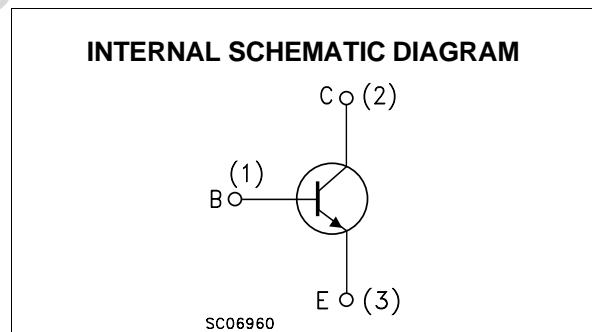 INTERNAL SCHEMATIC DIAGRAM
C (2)
(1)
B
E (3)
SC06960